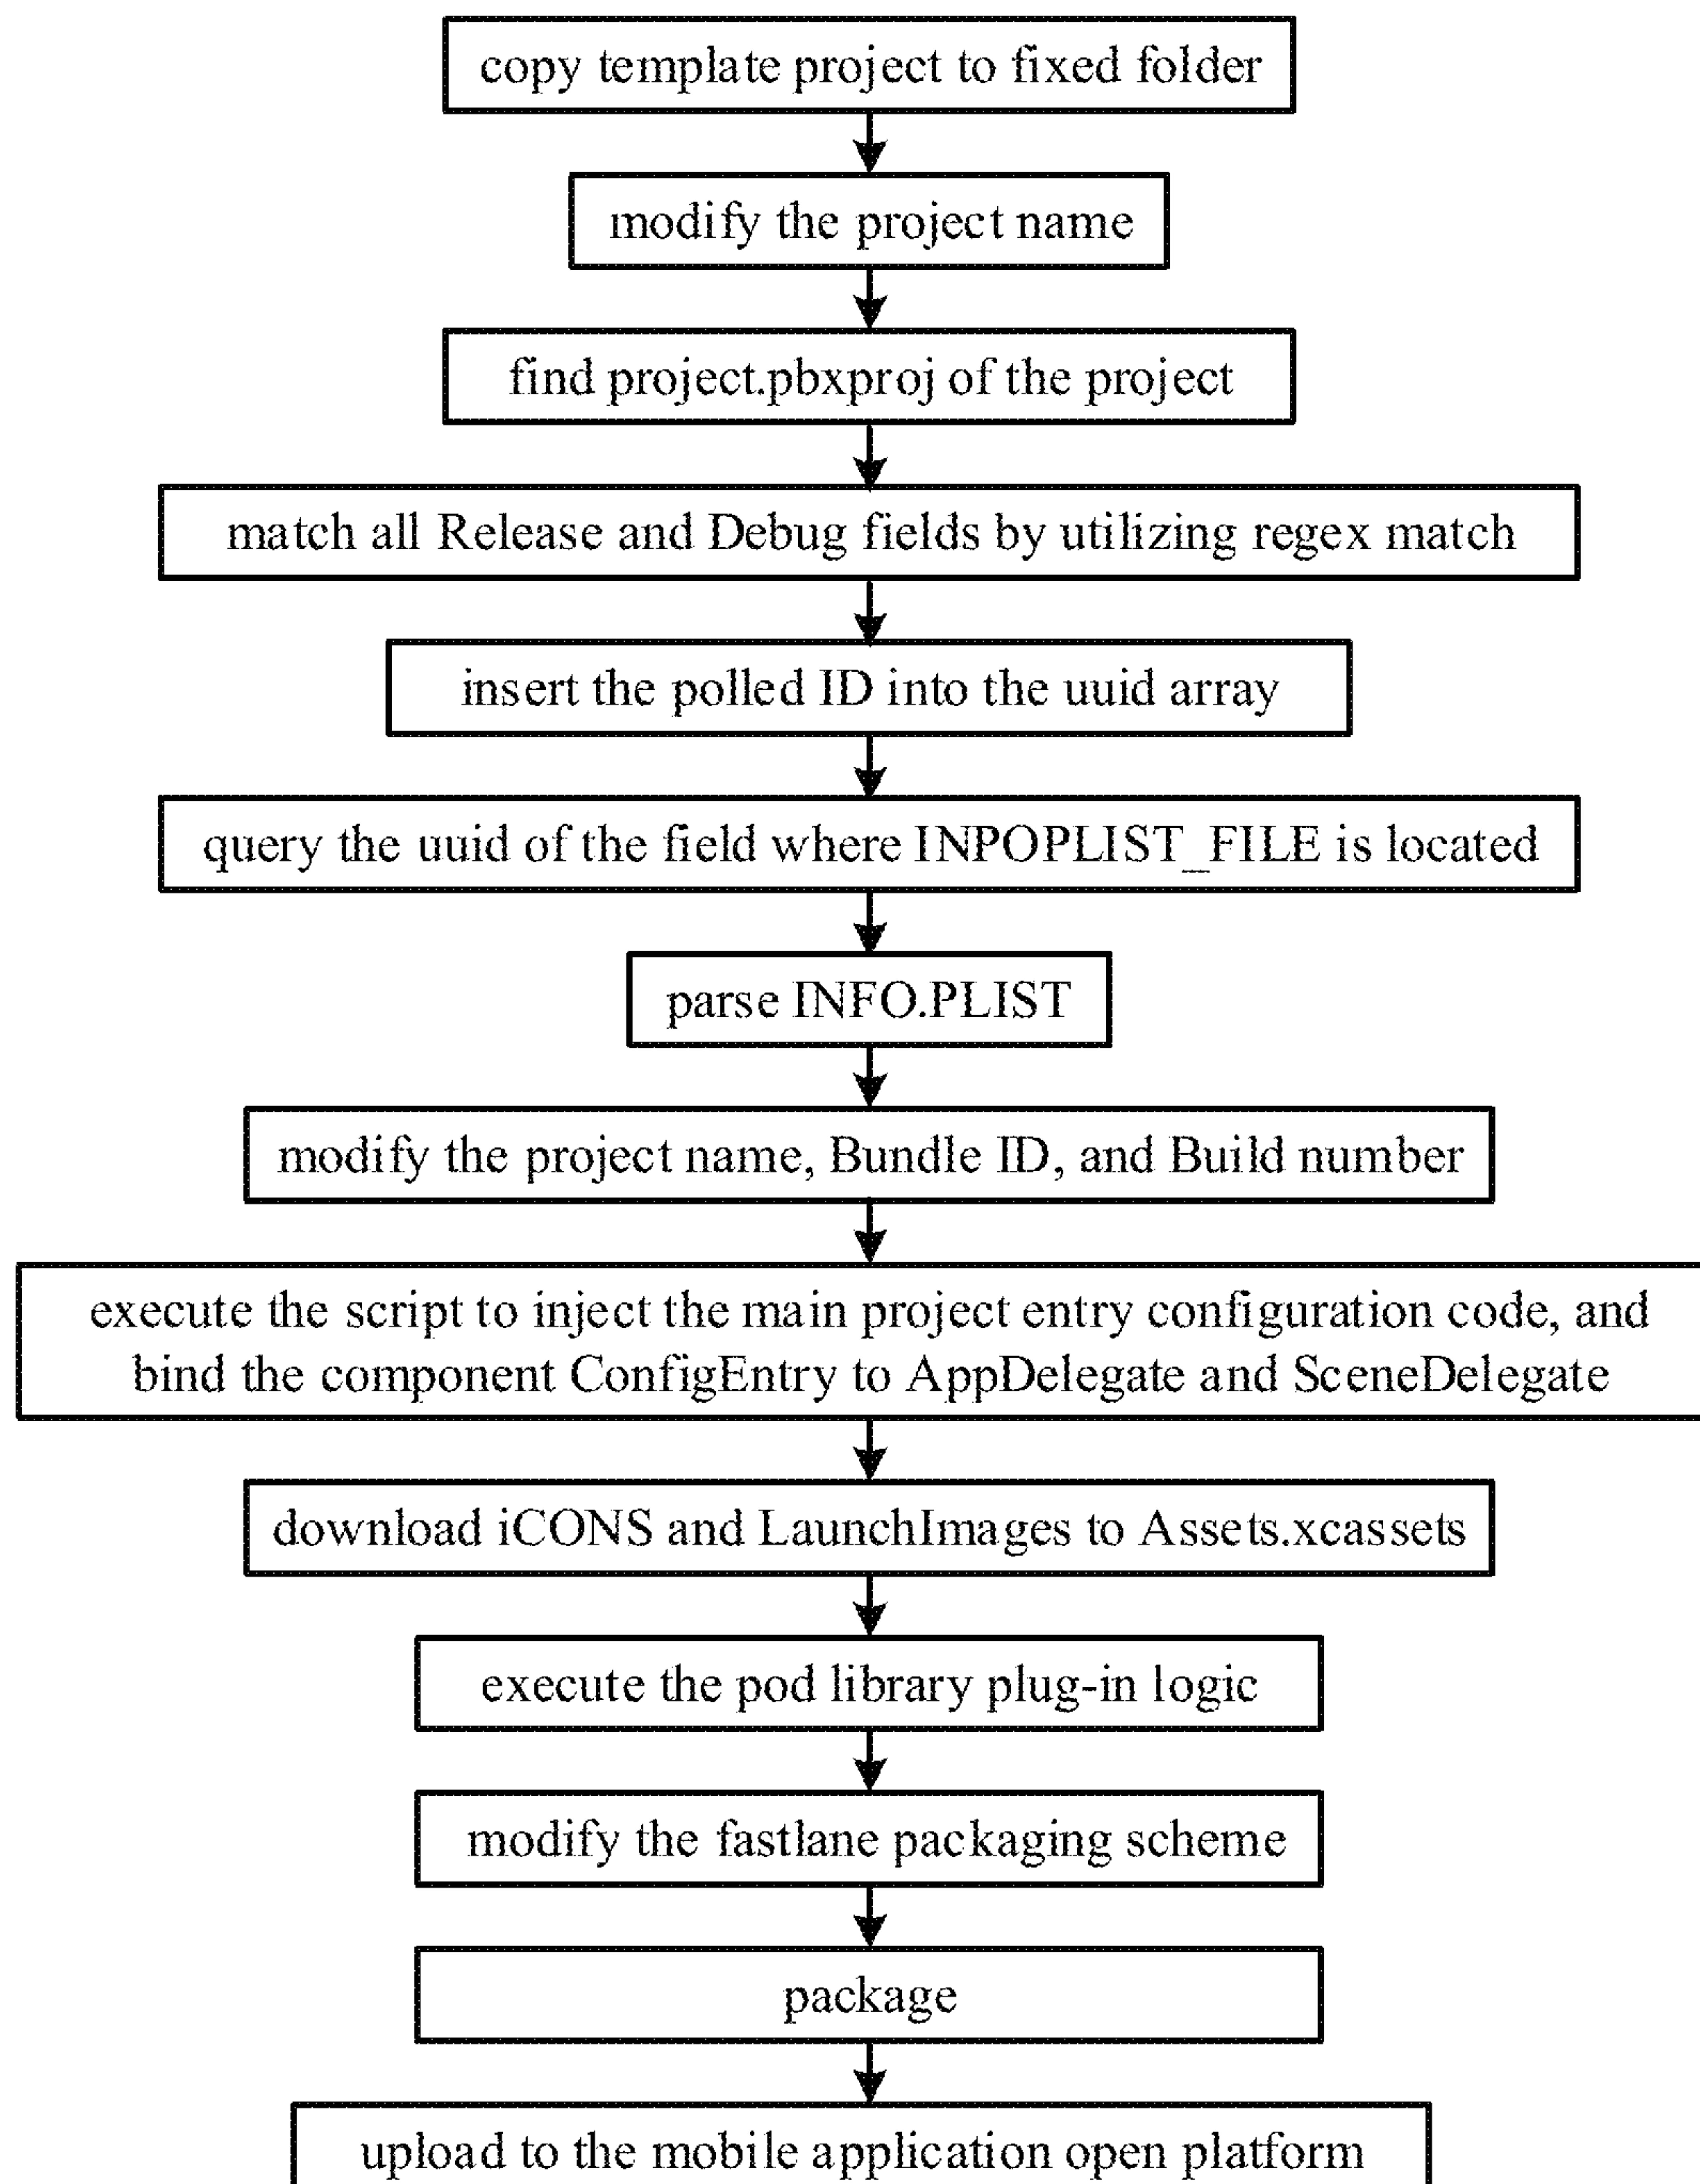 copy template project to fixed folder
modify the project name
find project.pbxproj of the project
match all Release and Debug fields by utilizing regex match
insert the polled ID into the uuid array
query the uuid of the field where INPOPLIST_FILE is located
parse INFO.PLIST
modify the project name, Bundle ID, and Build number
execute the script to inject the main project entry configuration code, and
bind the component ConfigEntry to AppDelegate and SceneDelegate
download iCONS and LaunchImages to Assets.xcassets
execute the pod library plug-in logic
modify the fastlane packaging scheme
package
upload to the mobile application open platform